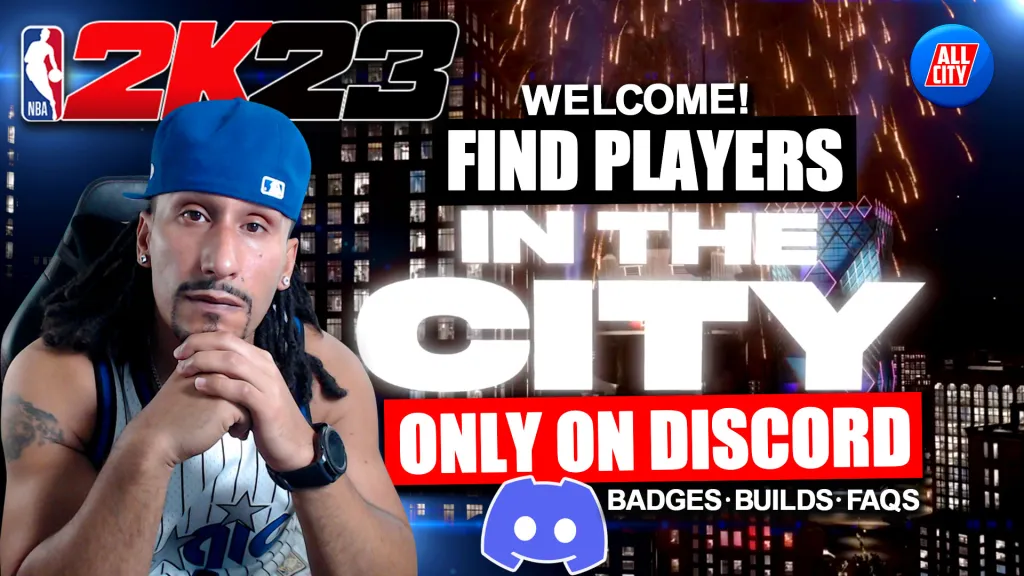 NBA 2K23
ALL
CITY
WELCOME!
FIND PLAYERS
IN THE
CITY
ONLY ON DISCORD
BADGES · BUILDS · FAQS